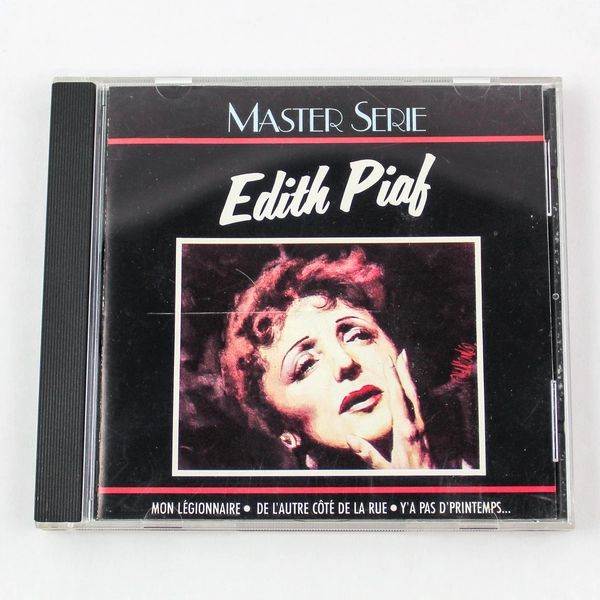 MASTER SERIE
Edith Piaf
MON LÉGIONNAIRE • DE L'AUTRE CÔTÉ DE LA RUE • Y'A PAS D'PRINTEMPS...